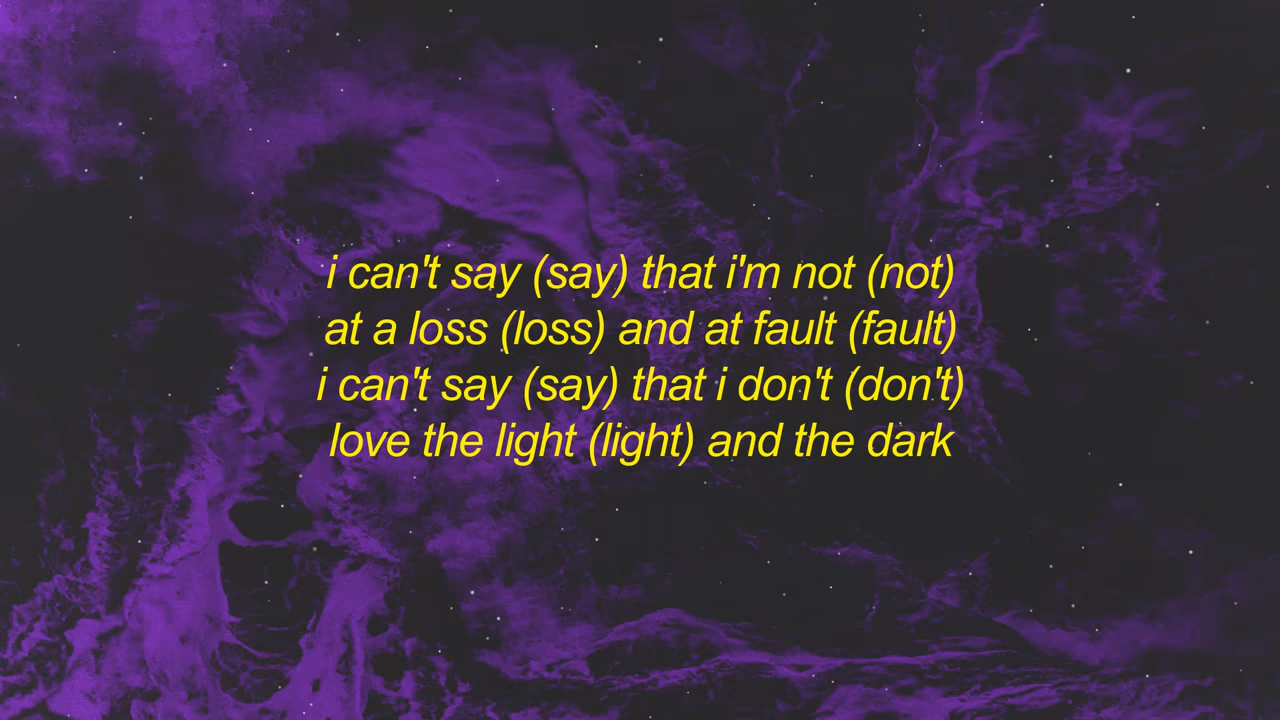 i can't say (say) that i'm not (not)
at a loss (loss) and at fault (fault)
i can't say (say) that i don't (don't)
love the light (light) and the dark